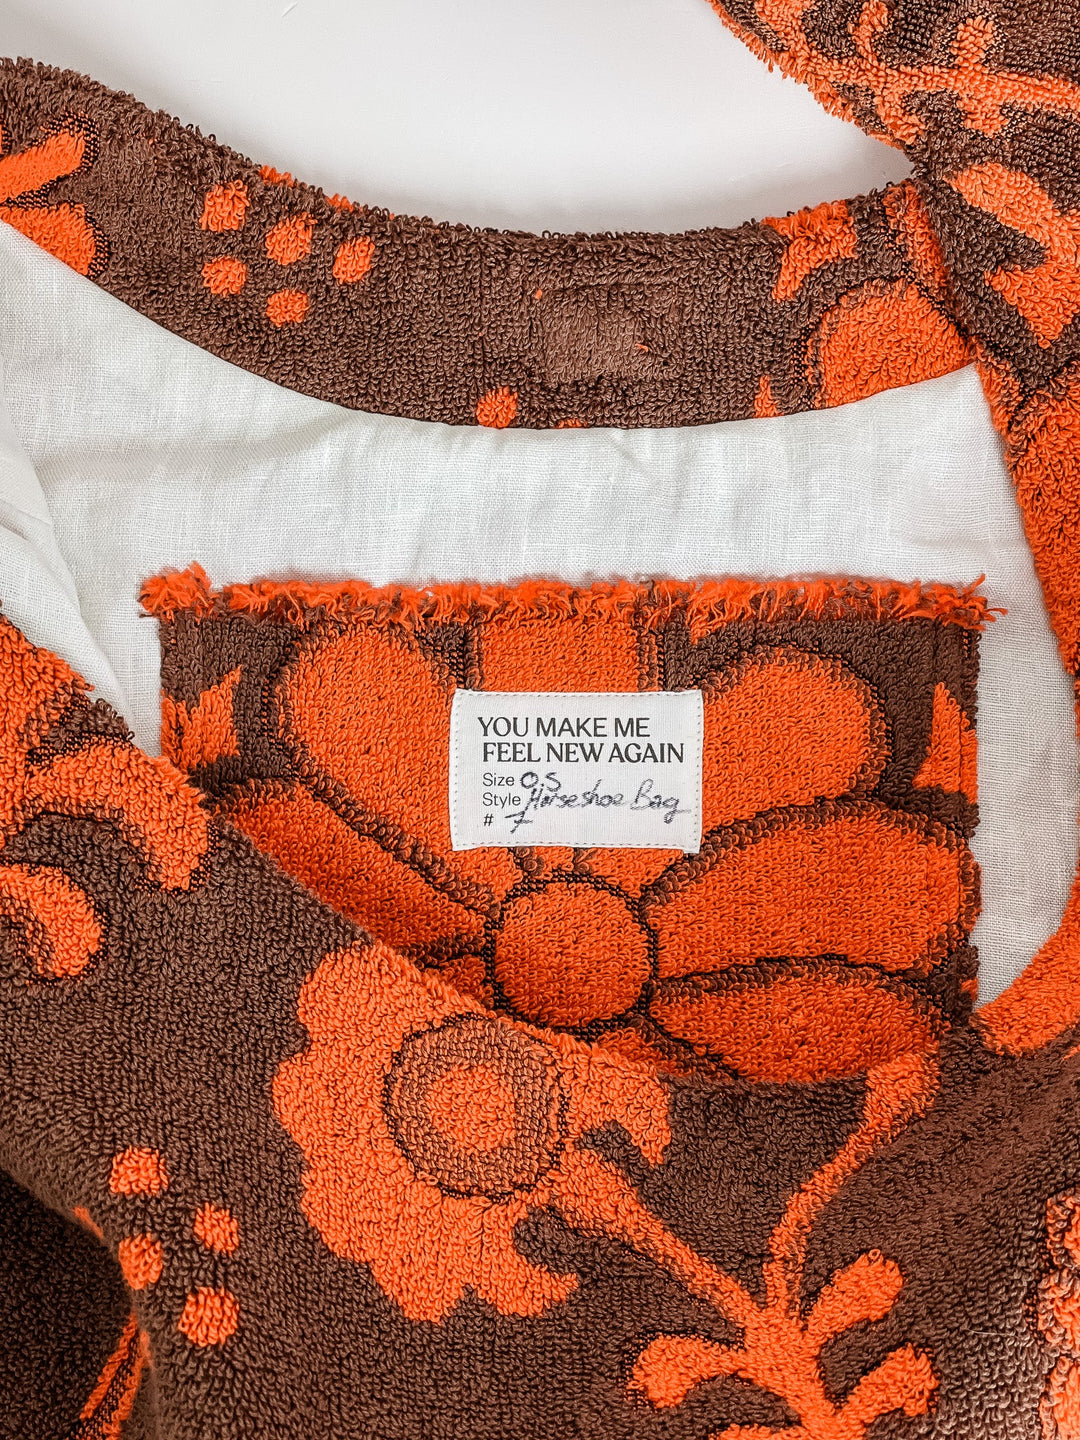 YOU MAKE ME
FEEL NEW AGAIN
Size O.S
Style Horseshoe Bag
# 7